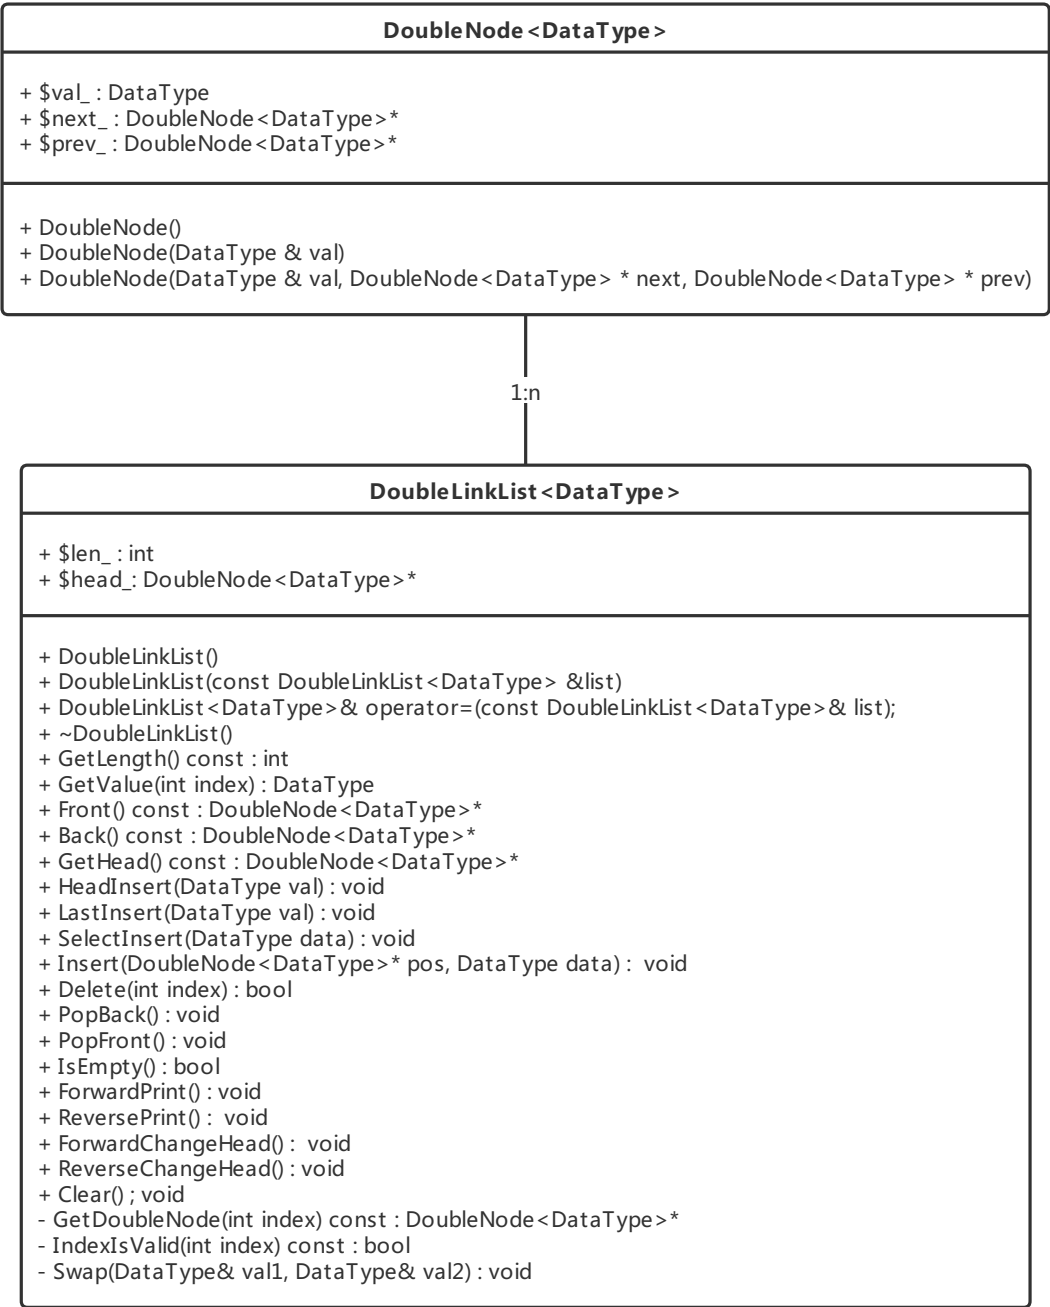 DoubleNode<DataType>
+ $val_ : DataType
+ $next_ : DoubleNode<DataType>*
+ $prev_ : DoubleNode<DataType>*
+ DoubleNode()
+ DoubleNode(DataType & val)
+ DoubleNode(DataType & val, DoubleNode<DataType> * next, DoubleNode<DataType> * prev)
1:n
DoubleLinkList<DataType>
+ $len_ : int
+ $head_: DoubleNode<DataType>*
+ DoubleLinkList()
+ DoubleLinkList(const DoubleLinkList<DataType> &list)
+ DoubleLinkList<DataType>& operator=(const DoubleLinkList<DataType>& list);
+ ~DoubleLinkList()
+ GetLength() const : int
+ GetValue(int index) : DataType
+ Front() const : DoubleNode<DataType>*
+ Back() const : DoubleNode<DataType>*
+ GetHead() const : DoubleNode<DataType>*
+ HeadInsert(DataType val) : void
+ LastInsert(DataType val) : void
+ SelectInsert(DataType data) : void
+ Insert(DoubleNode<DataType>* pos, DataType data) :  void
+ Delete(int index) : bool
+ PopBack() : void
+ PopFront() : void
+ IsEmpty() : bool
+ ForwardPrint() : void
+ ReversePrint() :  void
+ ForwardChangeHead() :  void
+ ReverseChangeHead() : void
+ Clear() ; void
- GetDoubleNode(int index) const : DoubleNode<DataType>*
- IndexIsValid(int index) const : bool
- Swap(DataType& val1, DataType& val2) : void